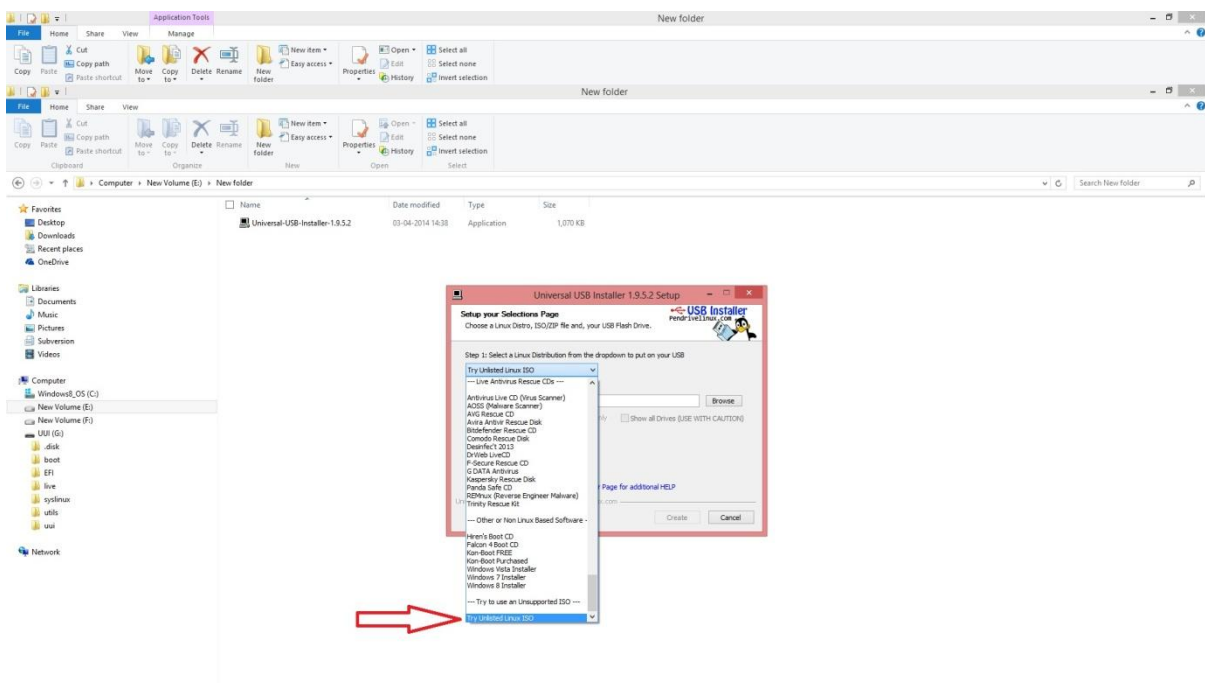 Application Tools New folder
File Home Share View Manage
Cut
Copy path
Paste shortcut
Copy Paste Move to Copy to Delete Rename New folder
New item
Easy access
Properties Open
Edit
History
Select all
Select none
Invert selection
New folder
File Home Share View
Cut
Copy path
Paste shortcut
Copy Paste Move to Copy to Delete Rename New folder
New item
Easy access
Properties Open
Edit
History
Select all
Select none
Invert selection
Clipboard Organize New Open Select
Computer New Volume (E:) New folder Search New folder
Favorites
Desktop
Downloads
Recent places
OneDrive
Libraries
Documents
Music
Pictures
Subversion
Videos
Computer
Windows8_OS (C:)
New Volume (E:)
New Volume (F:)
UUI (G:)
.disk
boot
EFI
live
syslinux
utils
uui
Network
Name Date modified Type Size
Universal-USB-Installer-1.9.5.2 03-04-2014 14:38 Application 1,070 KB
Universal USB Installer 1.9.5.2 Setup
Setup your Selections Page
Choose a Linux Distro, ISO/ZIP file and, your USB Flash Drive.
USB Installer
Pendrivelinux.com
Step 1: Select a Linux Distribution from the dropdown to put on your USB
Try Unlisted Linux ISO
--- Live Antivirus Rescue CDs ---
Antivirus Live CD (Virus Scanner)
AOSS (Malware Scanner)
AVG Rescue CD
Avira Antivir Rescue Disk
Bitdefender Rescue CD
Comodo Rescue Disk
Desinfec't 2013
DrWeb LiveCD
F-Secure Rescue CD
G DATA Antivirus
Kaspersky Rescue Disk
Panda Safe CD
REMnux (Reverse Engineer Malware)
Trinity Rescue Kit
--- Other or Non Linux Based Software -
Hiren's Boot CD
Falcon 4 Boot CD
Kon-Boot FREE
Kon-Boot Purchased
Windows Vista Installer
Windows 7 Installer
Windows 8 Installer
--- Try to use an Unsupported ISO ---
Try Unlisted Linux ISO
Browse
Show all Drives (USE WITH CAUTION)
Page for additional HELP
Create Cancel